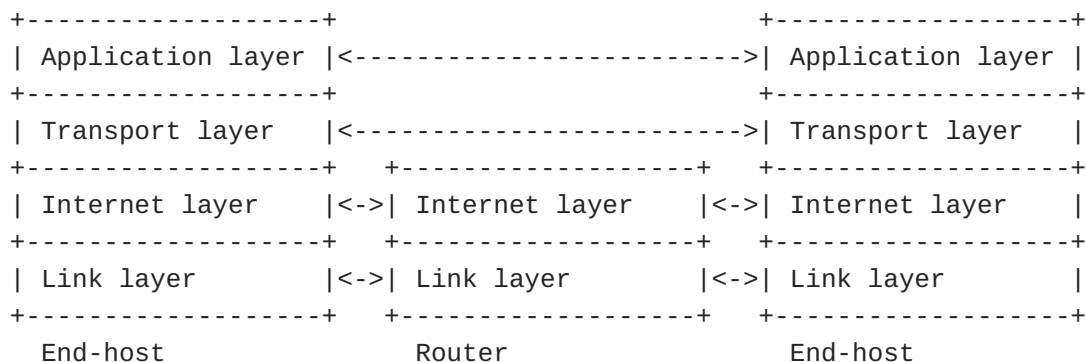 +-------------------+                            +-------------------+
| Application layer |<------------------------->| Application layer |
+-------------------+                            +-------------------+
| Transport layer   |<------------------------->| Transport layer   |
+-------------------+   +-------------------+   +-------------------+
| Internet layer    |<->| Internet layer    |<->| Internet layer    |
+-------------------+   +-------------------+   +-------------------+
| Link layer        |<->| Link layer        |<->| Link layer        |
+-------------------+   +-------------------+   +-------------------+
  End-host                Router                  End-host